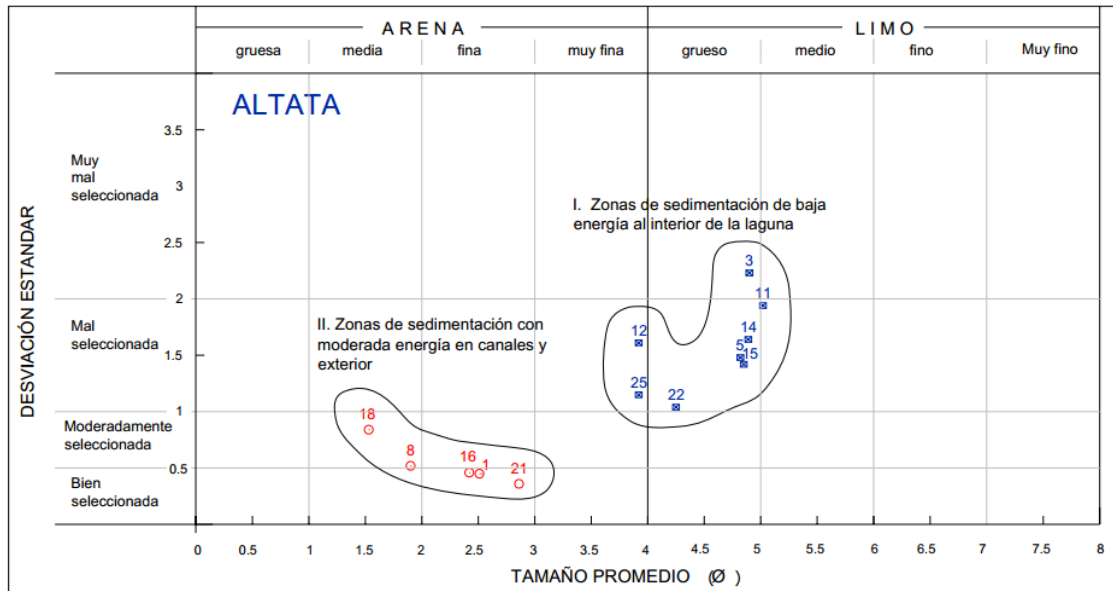 A R E N A
L I M O
gruesa
media
fina
muy fina
grueso
medio
fino
Muy fino
ALTATA
DESVIACIÓN ESTANDAR
Muy
mal
seleccionada
Mal
seleccionada
Moderadamente
seleccionada
Bien
seleccionada
3.5
3
2.5
2
1.5
1
0.5
I. Zonas de sedimentación de baja
energía al interior de la laguna
3
11
14
5
15
12
25
22
II. Zonas de sedimentación con
moderada energía en canales y
exterior
18
8
16
1
21
0
0.5
1
1.5
2
2.5
3
3.5
4
4.5
5
5.5
6
6.5
7
7.5
8
TAMAÑO PROMEDIO (Ø )